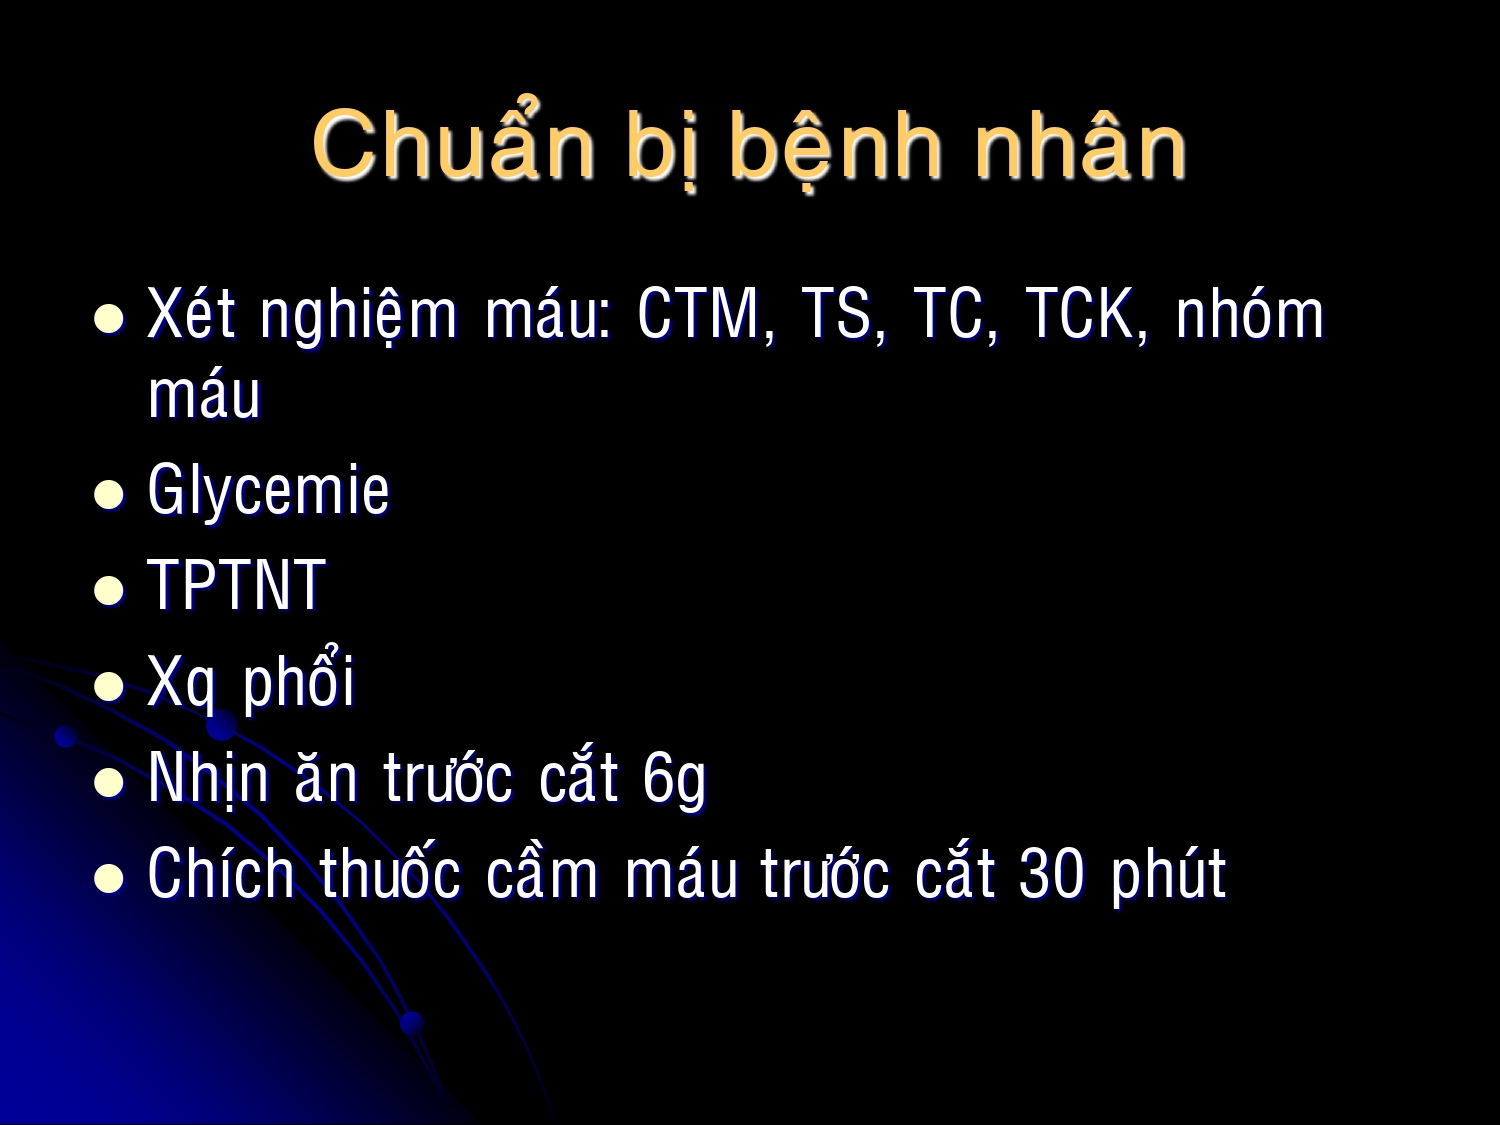 Chuẩn bị bệnh nhân
Xét nghiệm máu: CTM, TS, TC, TCK, nhóm
máu
Glycemie
TPTNT
Xq phổi
Nhịn ăn trước cắt 6g
Chích thuốc cầm máu trước cắt 30 phút